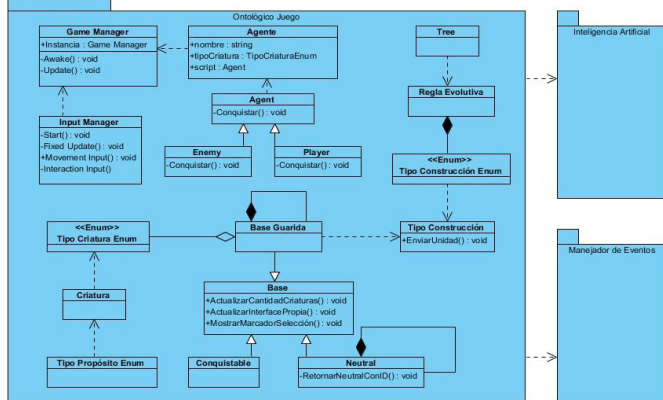 Ontológico Juego
Game Manager
+Instancia : Game Manager
-Awake() : void
-Update() : void
Agente
+nombre : string
+tipoCriatura : TipoCriaturaEnum
+script : Agent
Tree
Inteligencia Artificial
Agent
-Conquistar() : void
Regla Evolutiva
Input Manager
-Start() : void
-Fixed Update() : void
+Movement Input() : void
-Interaction Input()
Enemy
-Conquistar() : void
Player
-Conquistar() : void
<<Enum>>
Tipo Construcción Enum
<<Enum>>
Tipo Criatura Enum
Base Guarida
Tipo Construcción
+EnviarUnidad() : void
Manejador de Eventos
Criatura
Base
+ActualizarCantidadCriaturas() : void
+ActualizarInterfacePropia() : void
+MostrarMarcadorSelección() : void
Tipo Propósito Enum
Conquistable
Neutral
-RetornarNeutralConID() : void